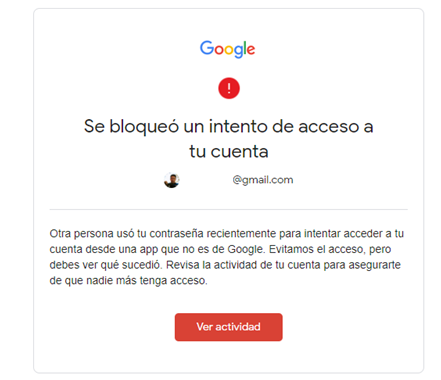 Google
Se bloqueó un intento de acceso a
tu cuenta
@gmail.com
Otra persona usó tu contraseña recientemente para intentar acceder a tu
cuenta desde una app que no es de Google. Evitamos el acceso, pero
debes ver qué sucedió. Revisa la actividad de tu cuenta para asegurarte
de que nadie más tenga acceso.
Ver actividad